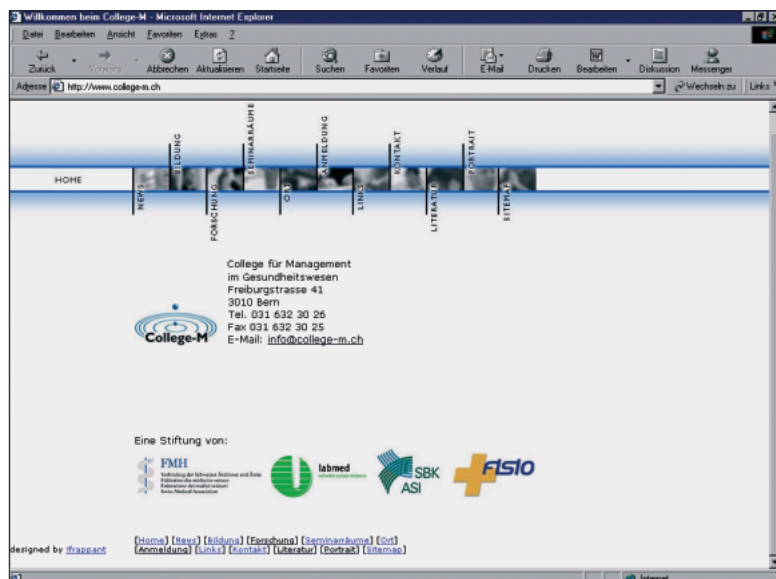 Willkommen beim College-M - Microsoft Internet Explorer
Datei Bearbeiten Ansicht Favoriten Extras ?
Zurück Vorwärts Abbrechen Aktualisieren Startseite Suchen Favoriten Verlauf E-Mail Drucken Bearbeiten Diskussion Messenger
Adresse http://www.college-m.ch Wechseln zu Links
HOME
NEWS
BILDUNG
FORSCHUNG
SEMINARRÄUME
ORT
ANMELDUNG
LINKS
KONTAKT
LITERATUR
PORTRAIT
SITEMAP
College für Management
im Gesundheitswesen
Freiburgstrasse 41
3010 Bern
Tel. 031 632 30 26
Fax 031 632 30 25
E-Mail: info@college-m.ch
College-M
Eine Stiftung von:
FMH
Swiss Medical Association
labmed
SBK
ASI
fisio
[Home] [News] [Bildung] [Forschung] [Seminarräume] [Ort]
[Anmeldung] [Links] [Kontakt] [Literatur] [Portrait] [Sitemap]
designed by !frappant
Internet